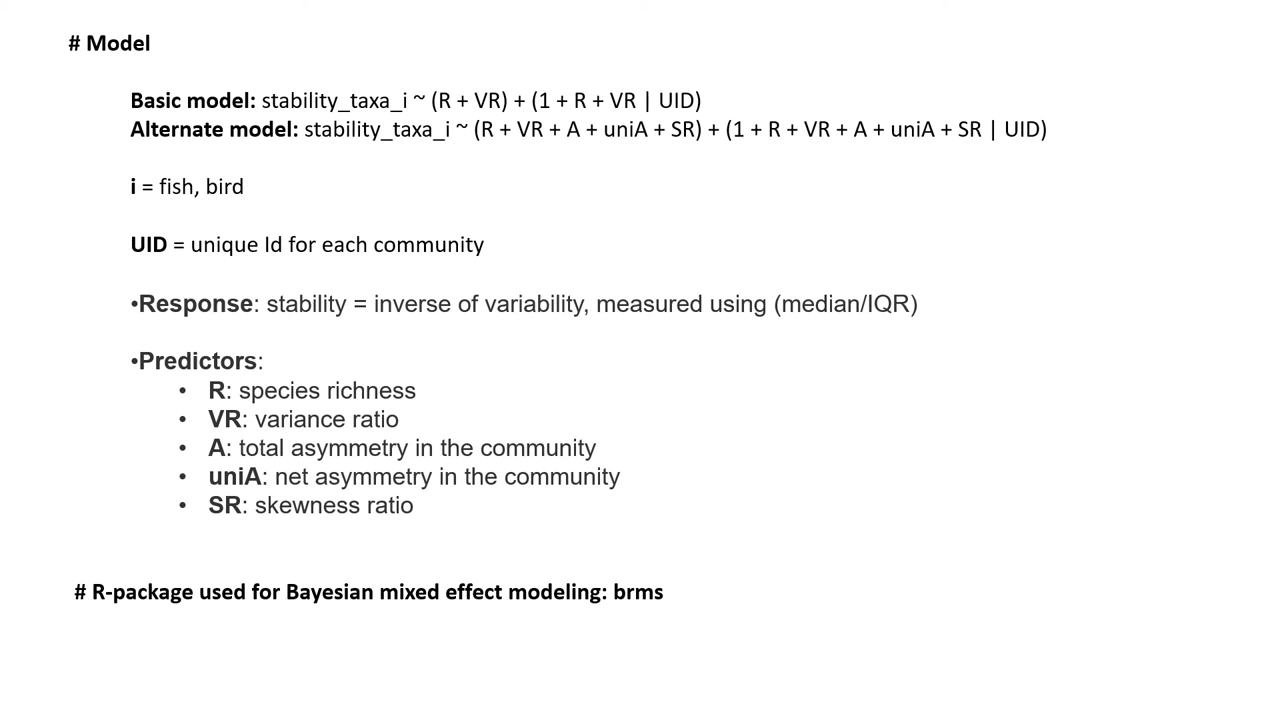 # Model
Basic model: stability_taxa_i ~ (R + VR) + (1 + R + VR | UID)
Alternate model: stability_taxa_i ~ (R + VR + A + uniA + SR) + (1 + R + VR + A + uniA + SR | UID)
i = fish, bird
UID = unique Id for each community
•Response: stability = inverse of variability, measured using (median/IQR)
•Predictors:
• R: species richness
• VR: variance ratio
• A: total asymmetry in the community
• uniA: net asymmetry in the community
• SR: skewness ratio
# R-package used for Bayesian mixed effect modeling: brms